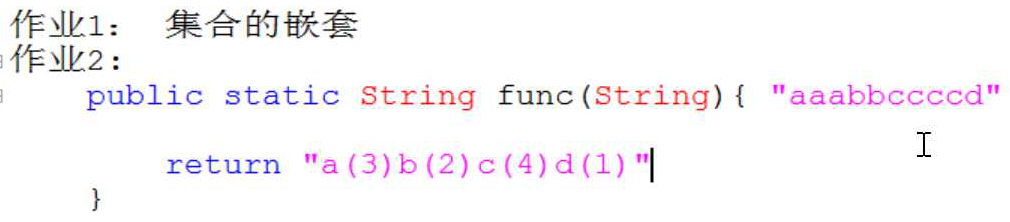 作业1： 集合的嵌套
作业2：
public static String func(String){ "aaabbccccd"
return "a(3)b(2)c(4)d(1)"
}